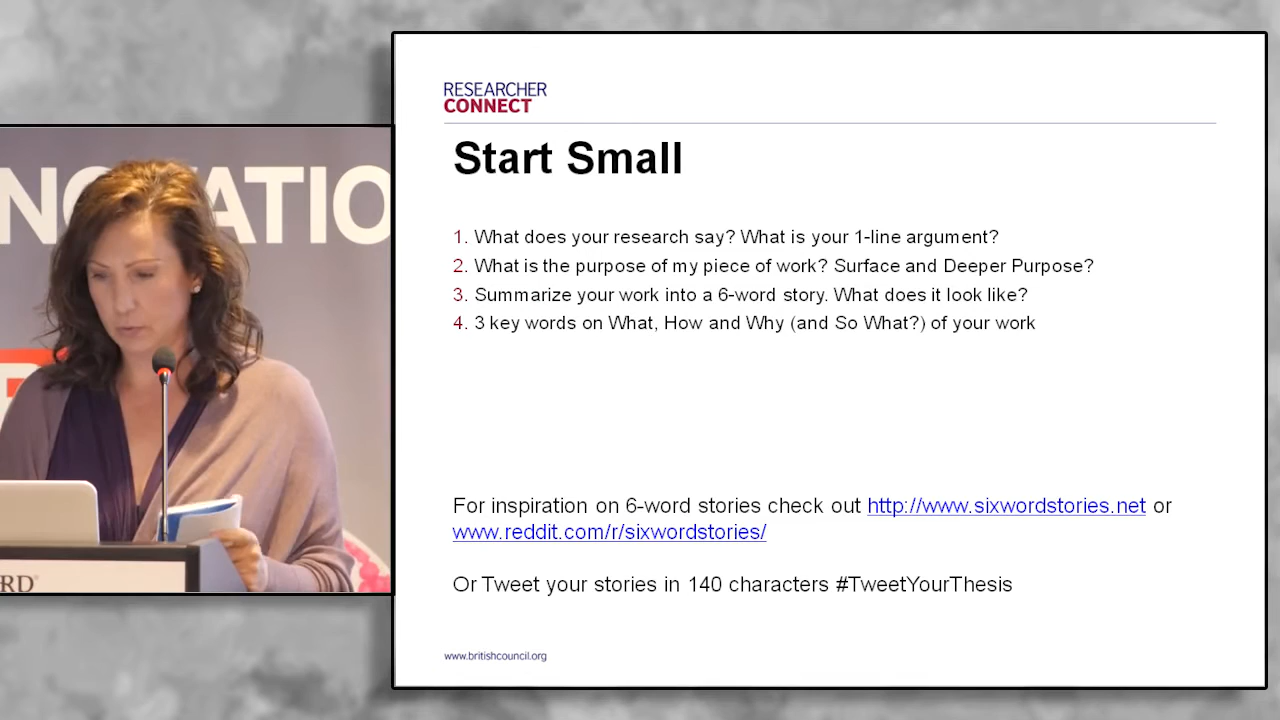 RESEARCHER
CONNECT
Start Small
1. What does your research say? What is your 1-line argument?
2. What is the purpose of my piece of work? Surface and Deeper Purpose?
3. Summarize your work into a 6-word story. What does it look like?
4. 3 key words on What, How and Why (and So What?) of your work
For inspiration on 6-word stories check out http://www.sixwordstories.net or
www.reddit.com/r/sixwordstories/
Or Tweet your stories in 140 characters #TweetYourThesis
www.britishcouncil.org